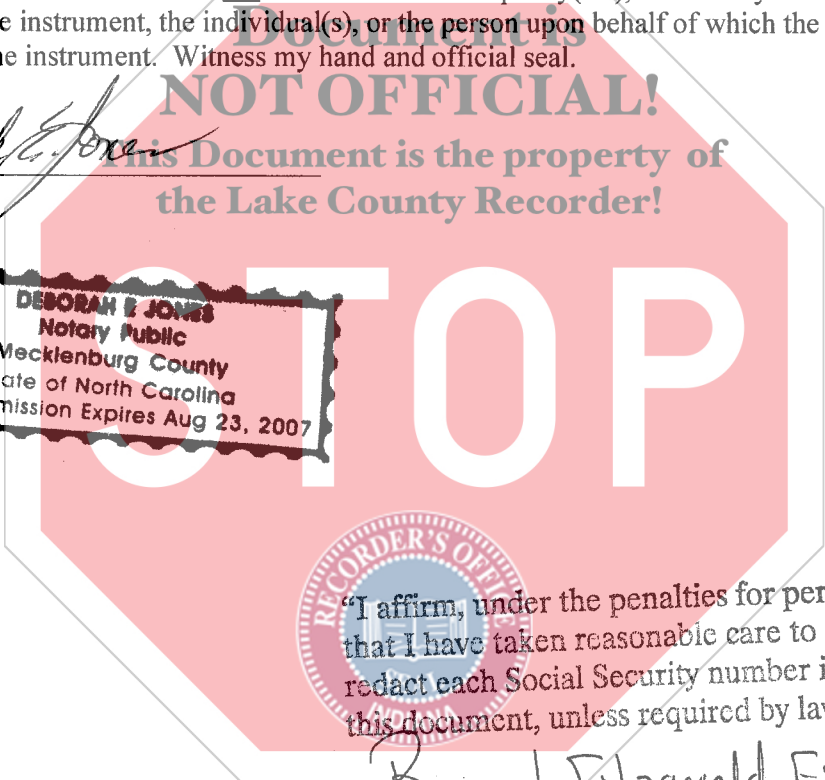 e instrument, the individual(s), or the person upon behalf of which the
e instrument. Witness my hand and official seal.
Document is
NOT OFFICIAL!
This Document is the property of
the Lake County Recorder!
Jones
STOP
DEBORAH E JONES
Notary Public
Mecklenburg County
ate of North Carolina
mission Expires Aug 23, 2007
RECORDER'S OFFICE
INDIANA
"I affirm, under the penalties for per
that I have taken reasonable care to
redact each Social Security number i
this document, unless required by la